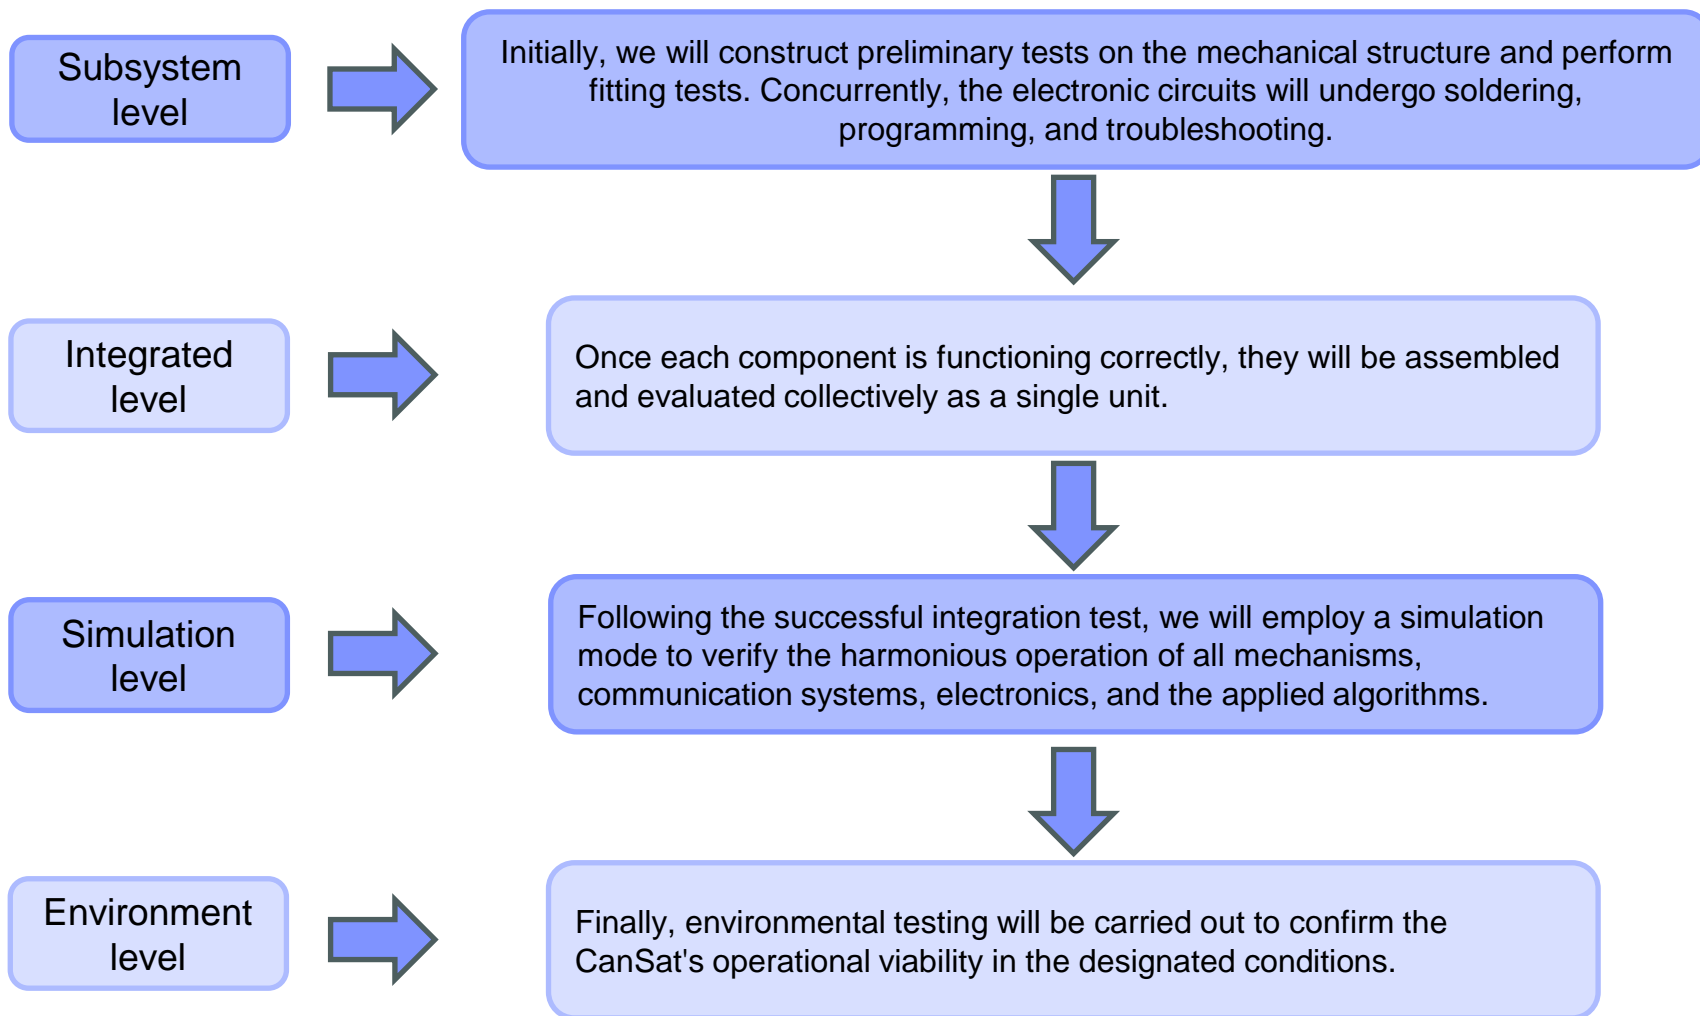 Subsystem
level
Initially, we will construct preliminary tests on the mechanical structure and perform
fitting tests. Concurrently, the electronic circuits will undergo soldering,
programming, and troubleshooting.
Integrated
level
Once each component is functioning correctly, they will be assembled
and evaluated collectively as a single unit.
Simulation
level
Following the successful integration test, we will employ a simulation
mode to verify the harmonious operation of all mechanisms,
communication systems, electronics, and the applied algorithms.
Environment
level
Finally, environmental testing will be carried out to confirm the
CanSat's operational viability in the designated conditions.